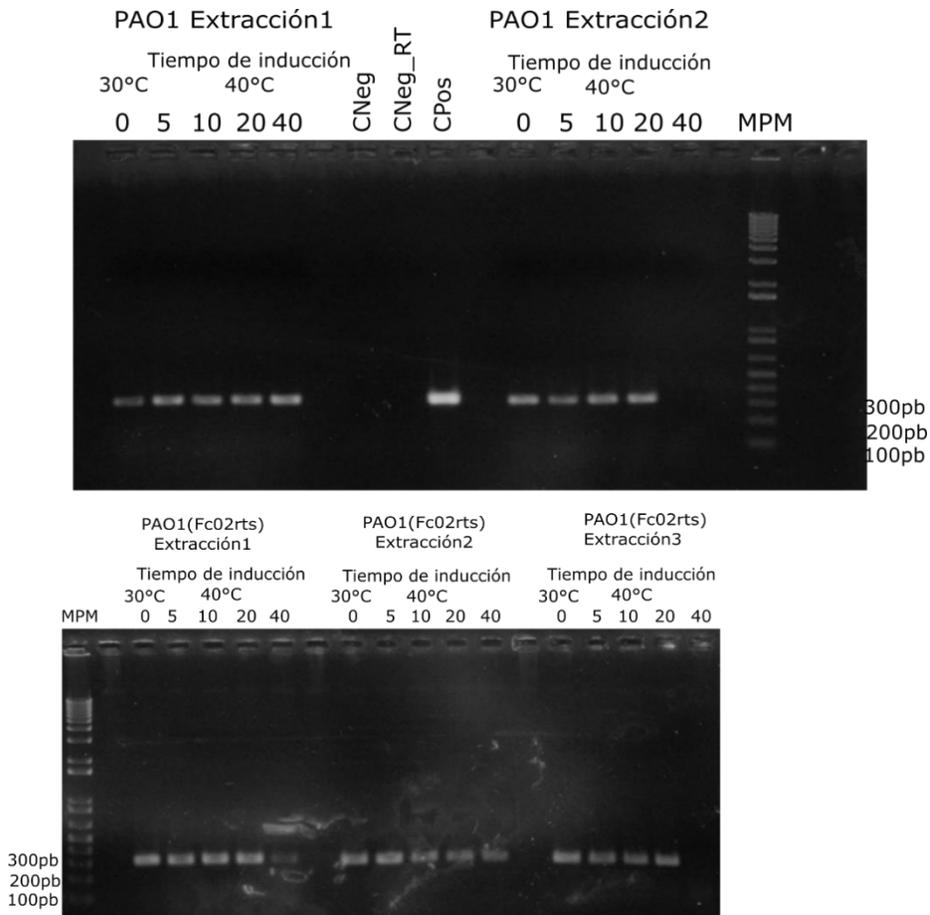 PAO1 Extracción1
PAO1 Extracción2
CNeg
CNeg_RT
CPos
Tiempo de inducción
30°C 40°C
0 5 10 20 40
Tiempo de inducción
30°C 40°C
0 5 10 20 40
MPM
300pb
200pb
100pb
PAO1(Fc02rts)
Extracción1
PAO1(Fc02rts)
Extracción2
PAO1(Fc02rts)
Extracción3
Tiempo de inducción
30°C 40°C
MPM 0 5 10 20 40
Tiempo de inducción
30°C 40°C
0 5 10 20 40
Tiempo de inducción
30°C 40°C
0 5 10 20 40
300pb
200pb
100pb